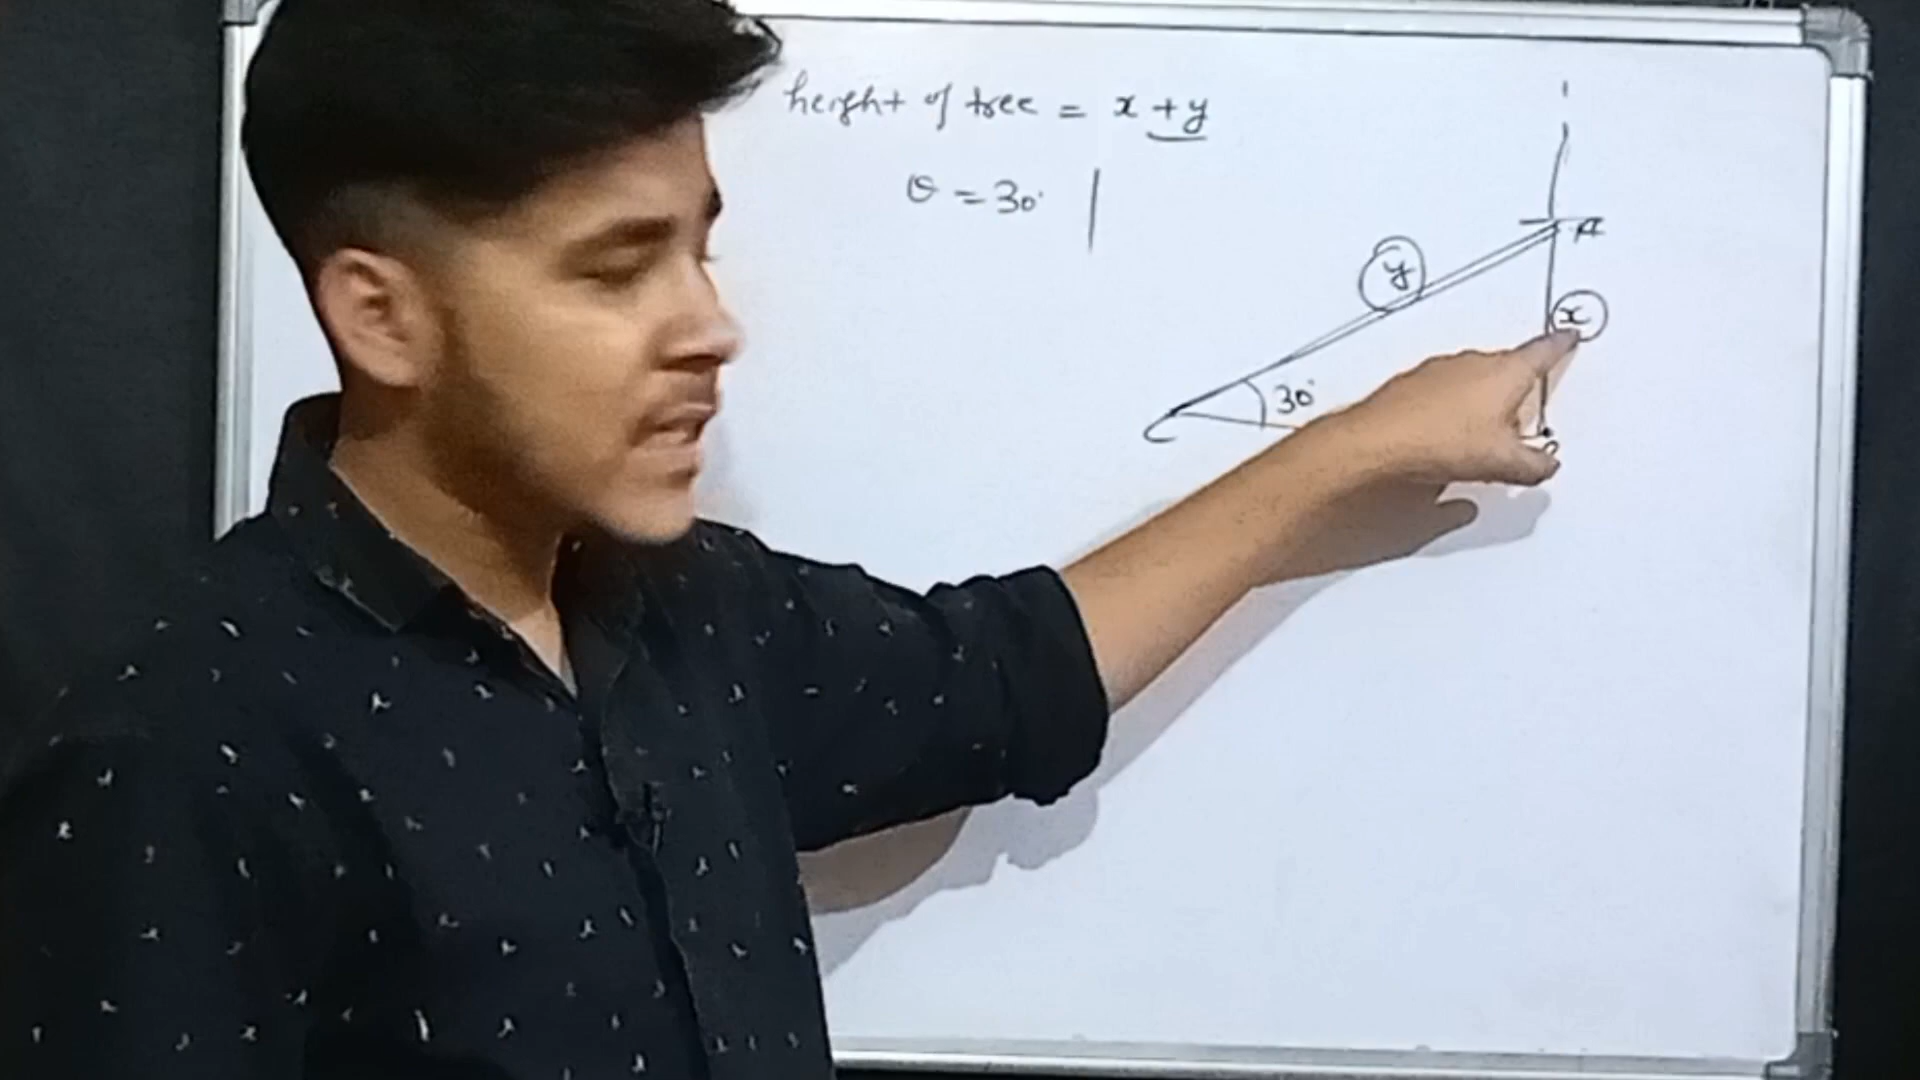 height of tree = x + y
θ = 30°
A
y
x
30°
C